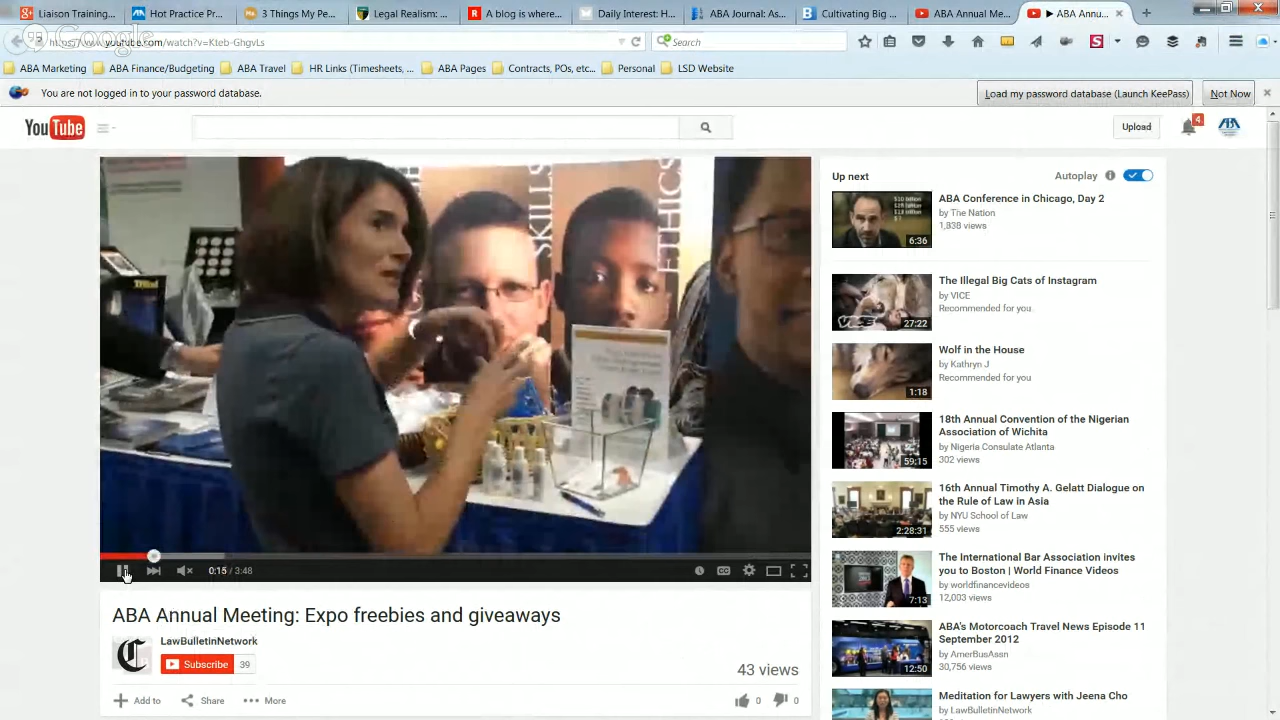 Liaison Training...
Hot Practice Pr...
3 Things My Pe...
Legal Realism: ...
A blog is where...
Daily Interest: H...
ABA Journal As...
Cultivating Big ...
ABA Annual Me...
▶ ABA Annu...
Google
https://www.youtube.com/watch?v=Kteb-GhgvLs
Search
ABA Marketing
ABA Finance/Budgeting
ABA Travel
HR Links (Timesheets, ...
ABA Pages
Contracts, POs, etc...
Personal
LSD Website
You are not logged in to your password database.
Load my password database (Launch KeePass)
Not Now
YouTube
Upload
4
ABA
SKILLS
ETHICS
0:15 / 3:48
ABA Annual Meeting: Expo freebies and giveaways
LawBulletinNetwork
Subscribe 39
43 views
Add to
Share
More
0
0
Up next
Autoplay
ABA Conference in Chicago, Day 2
by The Nation
1,838 views
6:36
The Illegal Big Cats of Instagram
by VICE
Recommended for you
27:22
Wolf in the House
by Kathryn J
Recommended for you
1:18
18th Annual Convention of the Nigerian
Association of Wichita
by Nigeria Consulate Atlanta
302 views
59:15
16th Annual Timothy A. Gelatt Dialogue on
the Rule of Law in Asia
by NYU School of Law
555 views
2:28:31
The International Bar Association invites
you to Boston | World Finance Videos
by worldfinancevideos
12,003 views
7:13
ABA's Motorcoach Travel News Episode 11
September 2012
by AmerBusAssn
30,756 views
12:50
Meditation for Lawyers with Jeena Cho
by LawBulletinNetwork